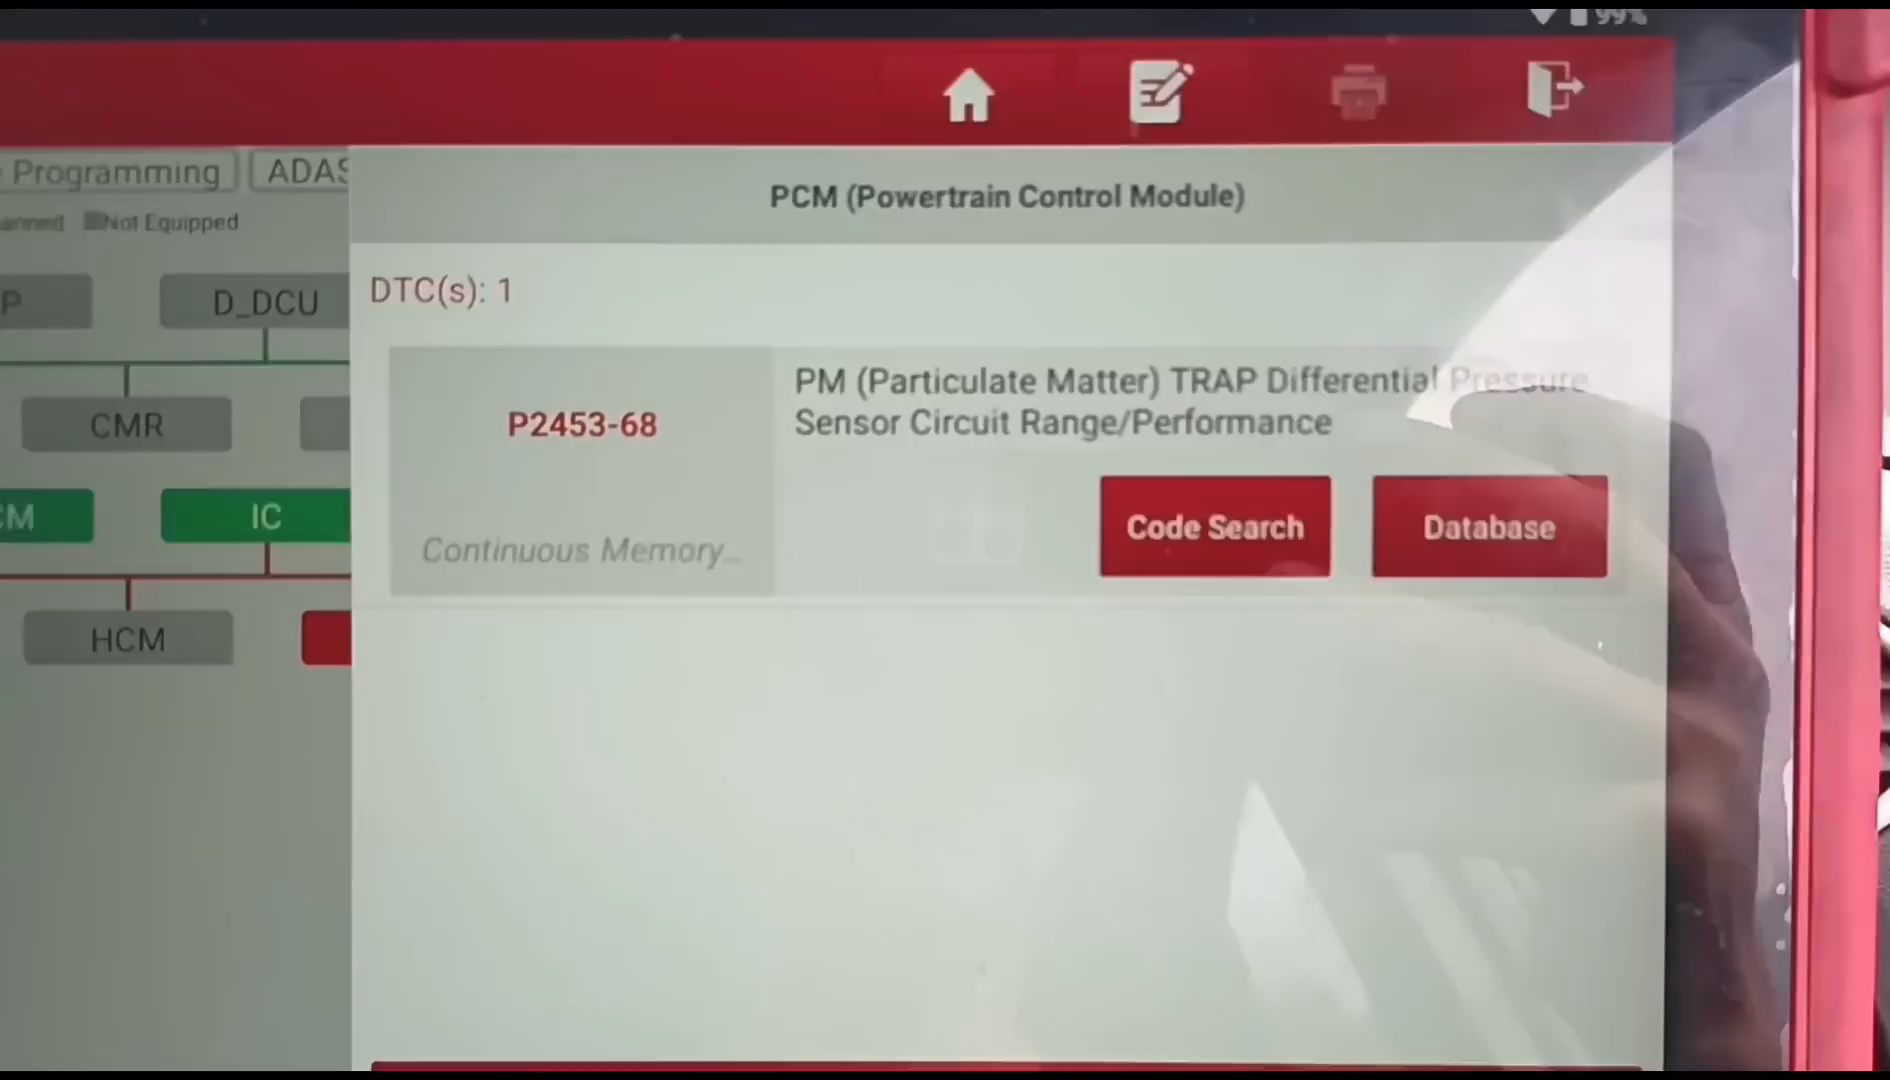 99%
Programming
ADAS
Not Equipped
PCM (Powertrain Control Module)
DTC(s): 1
P
D_DCU
CMR
CM
IC
HCM
P2453-68
Continuous Memory...
PM (Particulate Matter) TRAP Differential Pressure
Sensor Circuit Range/Performance
Code Search
Database